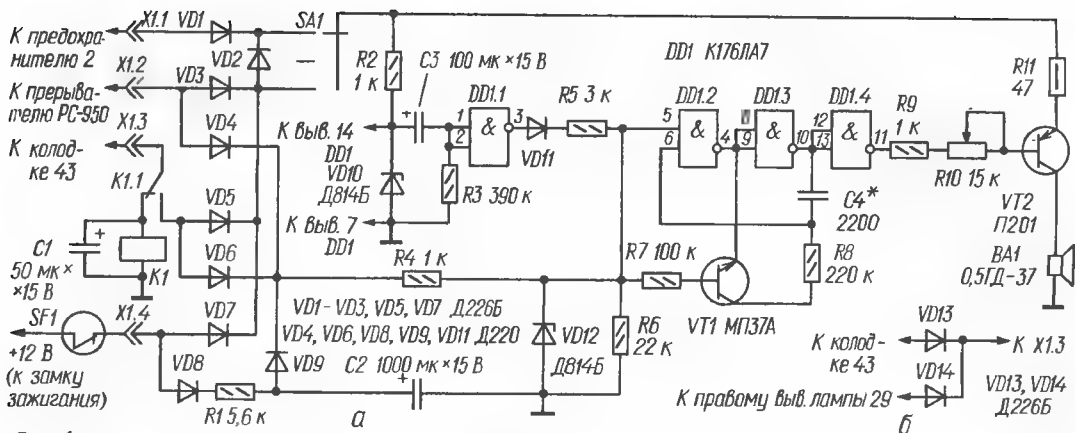 X1.1 VD1
SA1
К предохра-
нителю 2
VD2
X1.2
VD3
К прерыва-
телю РС-950
X1.3
VD4
К колод-
ке 43
K1.1
VD5
C1
50 мк ×
×15 В
K1
VD6
SF1
X1.4
VD7
+12 В
(к замку
зажигания)
VD8
R1 5,6 к
VD9
R2
1 к
C3 100 мк ×15 В
К выв. 14
DD1
VD10
Д814Б
К выв. 7
DD1
1
2
DD1.1
&
3
VD11
R5 3 к
R3 390 к
R4 1 к
VD1– VD3, VD5, VD7 Д226Б
VD4, VD6, VD8, VD9, VD11 Д220
C2 1000 мк ×15 В
VD12
Д814Б
R6
22 к
R7 100 к
VT1 МП37А
DD1 К176ЛА7
DD1.2
5
6
&
4
DD1.3
9
&
10
DD1.4
12
13
&
11
C4*
2200
R8
220 к
R9
1 к
R10 15 к
R11
47
VT2
П201
BA1
0,5ГД-37
VD13
К колод-
ке 43
К X1.3
VD14
К правому выв. лампы 29
VD13, VD14
Д226Б
а
б